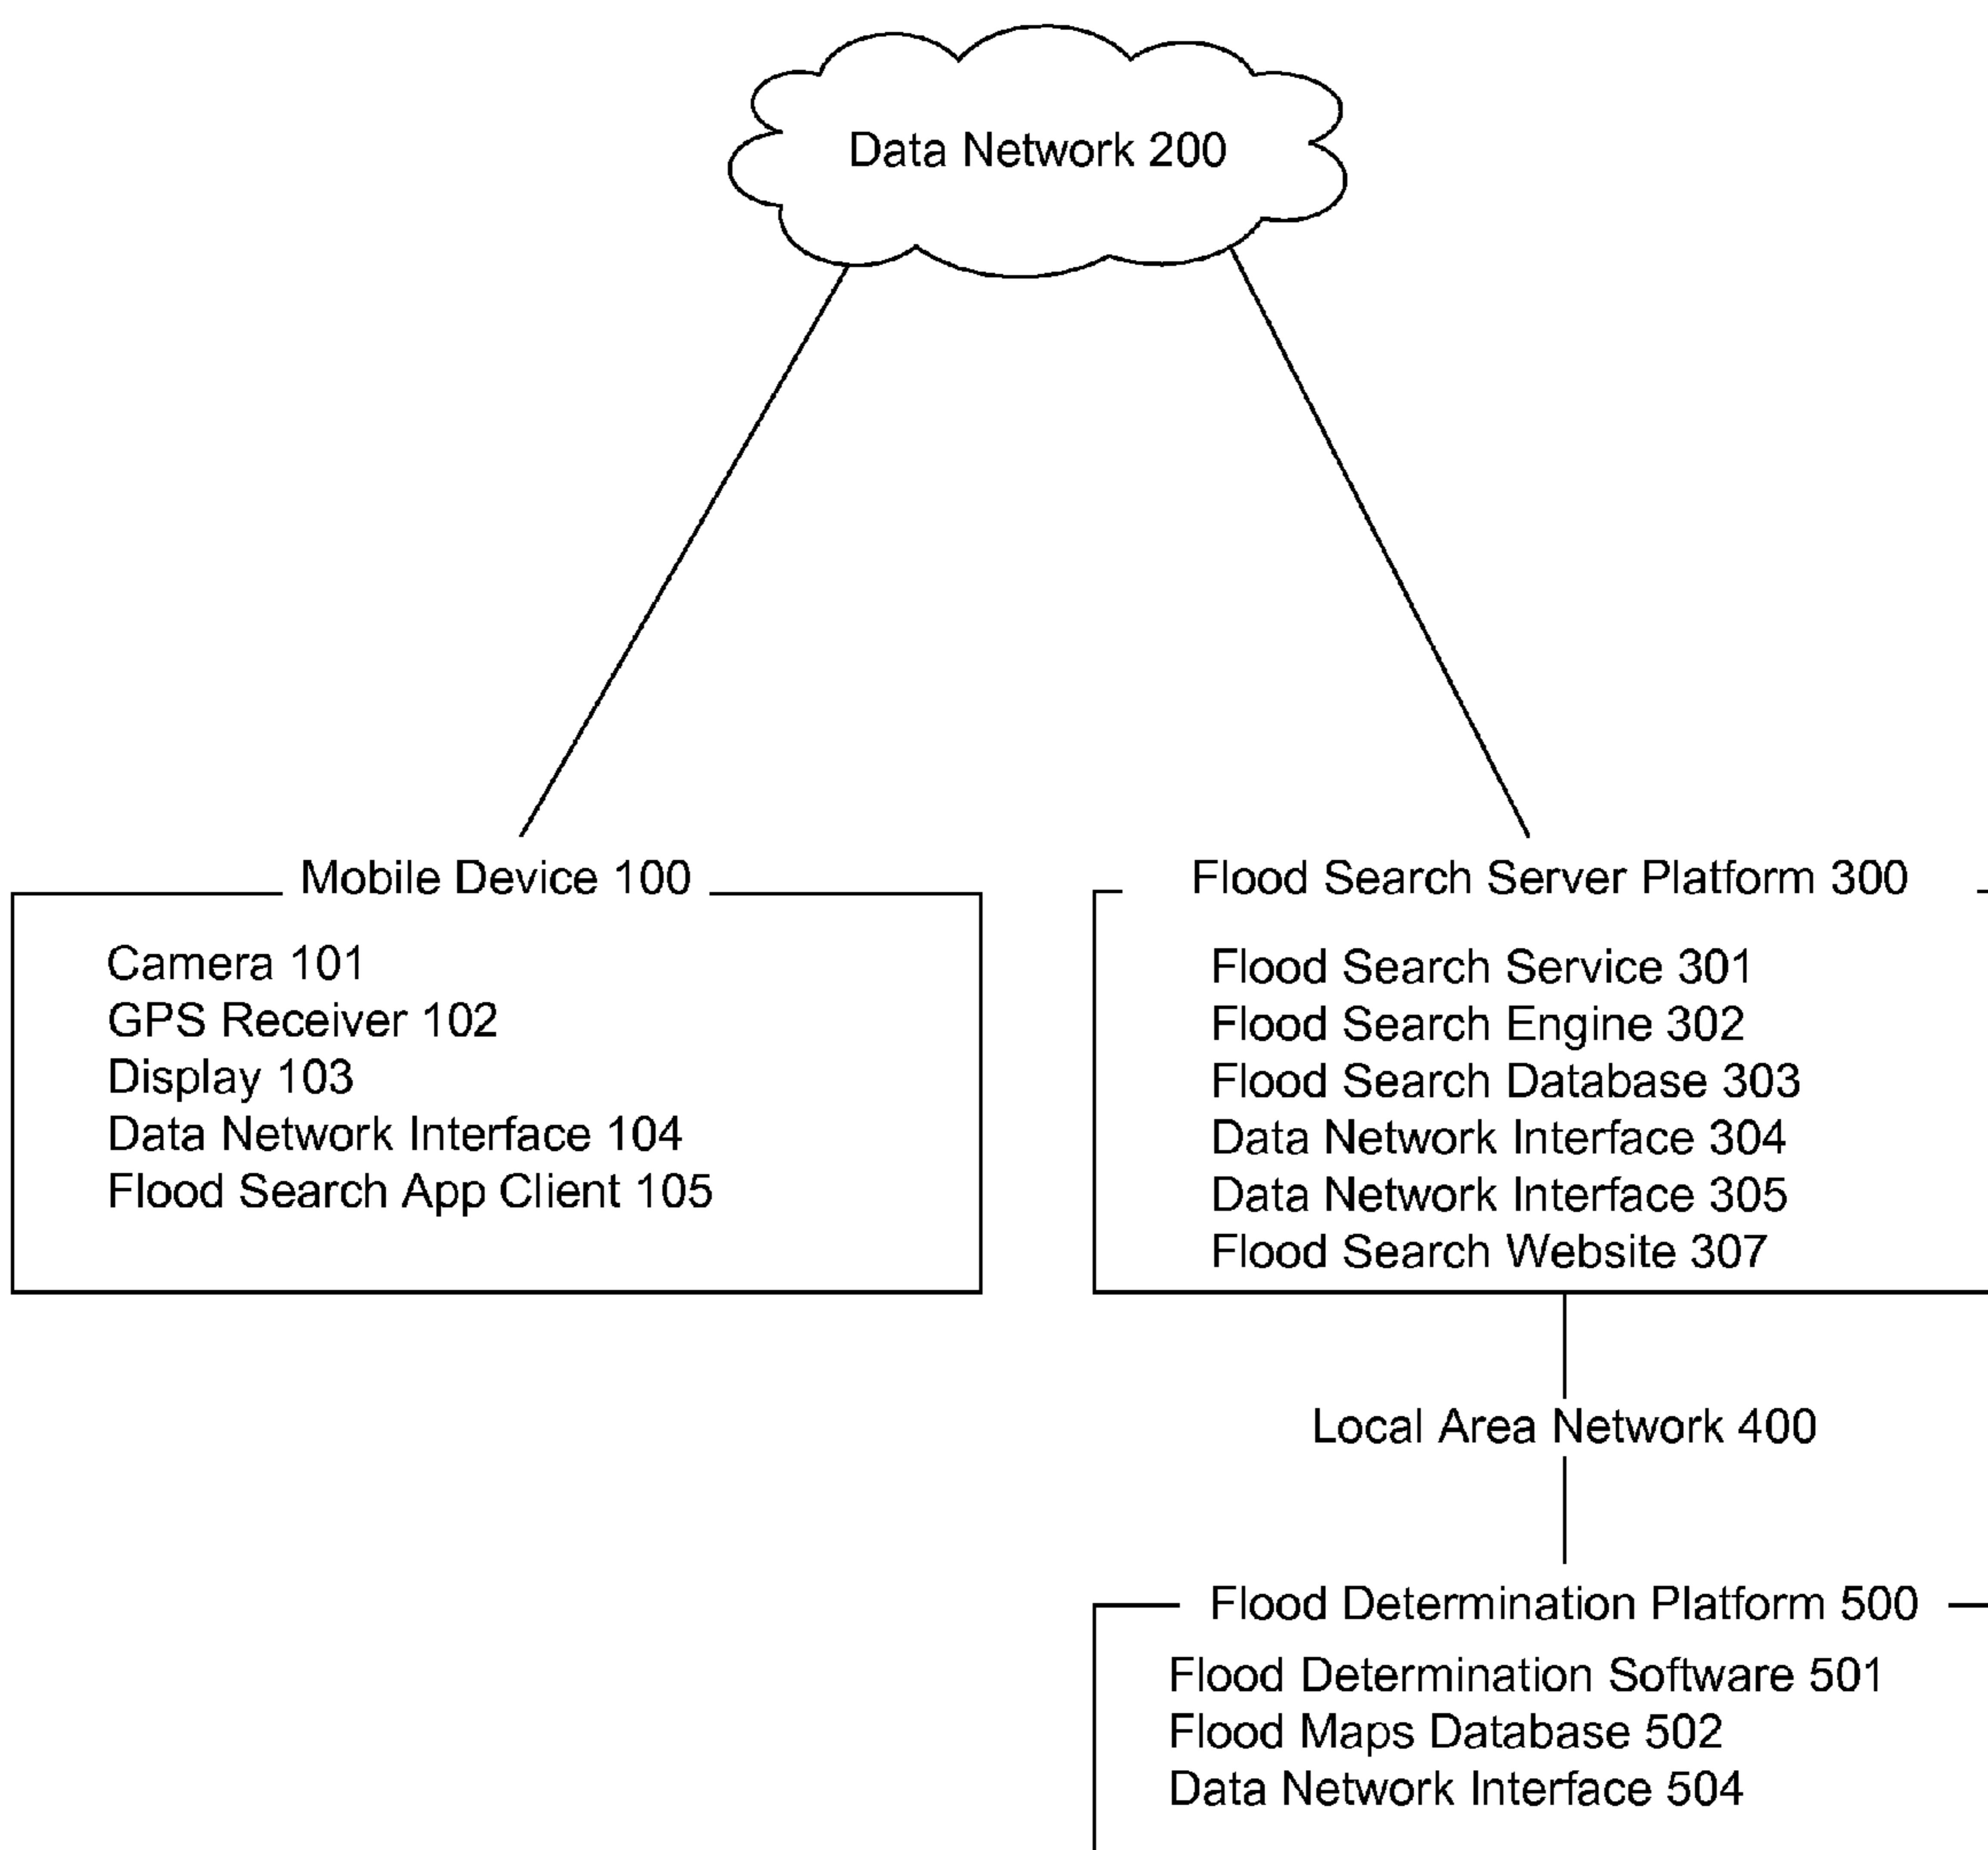 Data Network 200
Mobile Device 100
Camera 101
GPS Receiver 102
Display 103
Data Network Interface 104
Flood Search App Client 105
Flood Search Server Platform 300
Flood Search Service 301
Flood Search Engine 302
Flood Search Database 303
Data Network Interface 304
Data Network Interface 305
Flood Search Website 307
Local Area Network 400
Flood Determination Platform 500
Flood Determination Software 501
Flood Maps Database 502
Data Network Interface 504